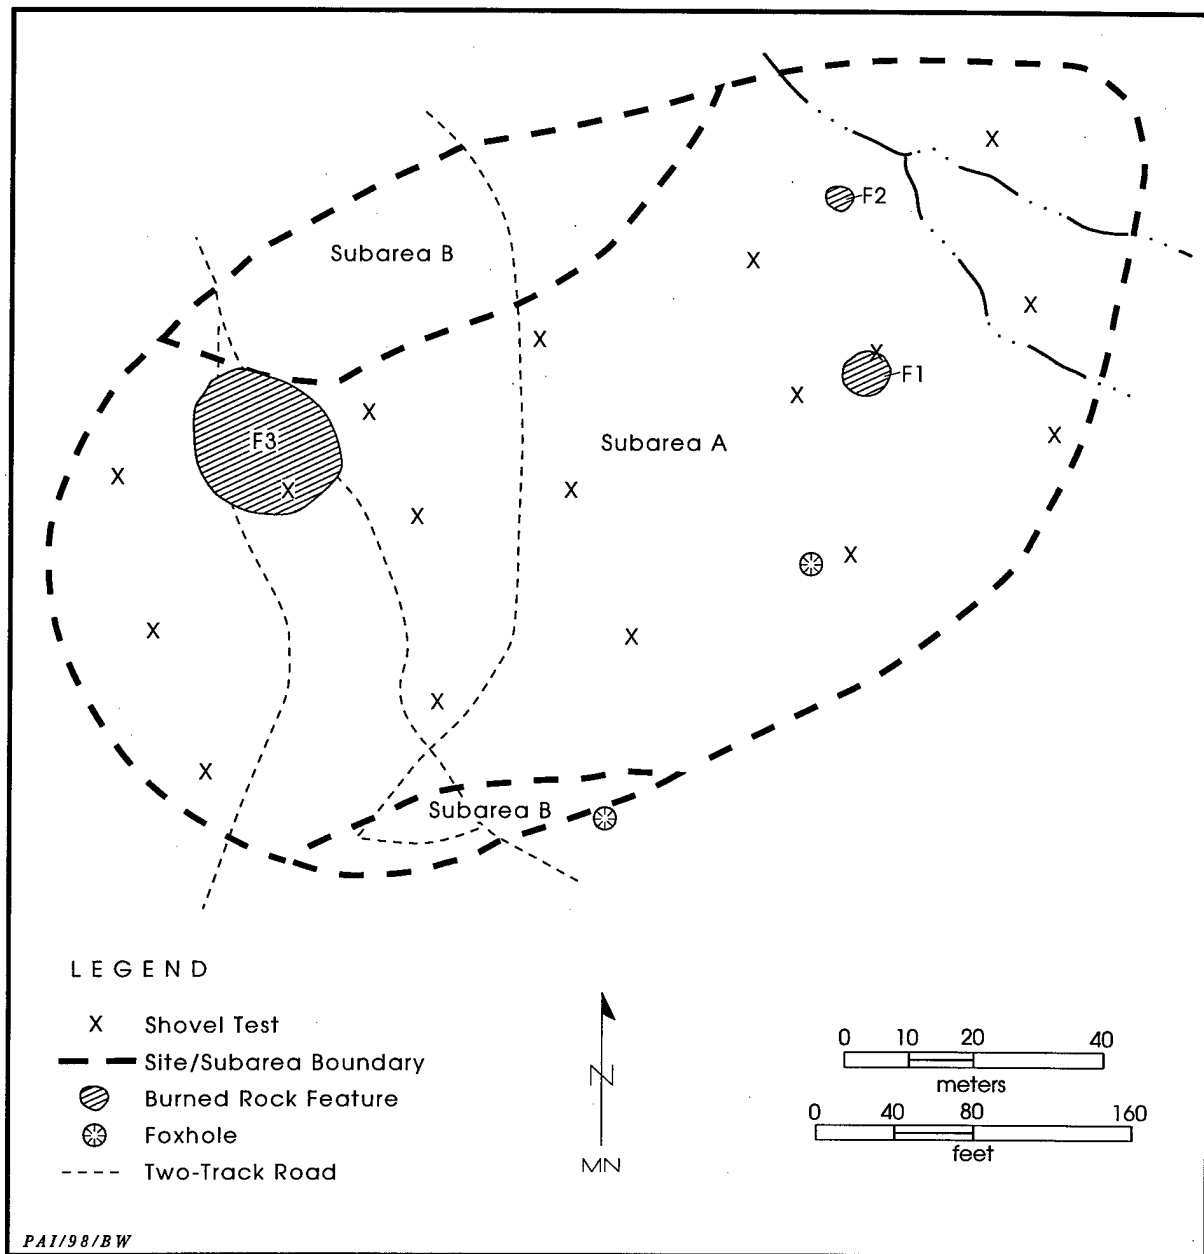 F2
Subarea B
F1
Subarea A
F3
Subarea B
LEGEND
X Shovel Test
Site/Subarea Boundary
Burned Rock Feature
Foxhole
Two-Track Road
N
MN
0 10 20 40
meters
0 40 80 160
feet
PAI/98/BW